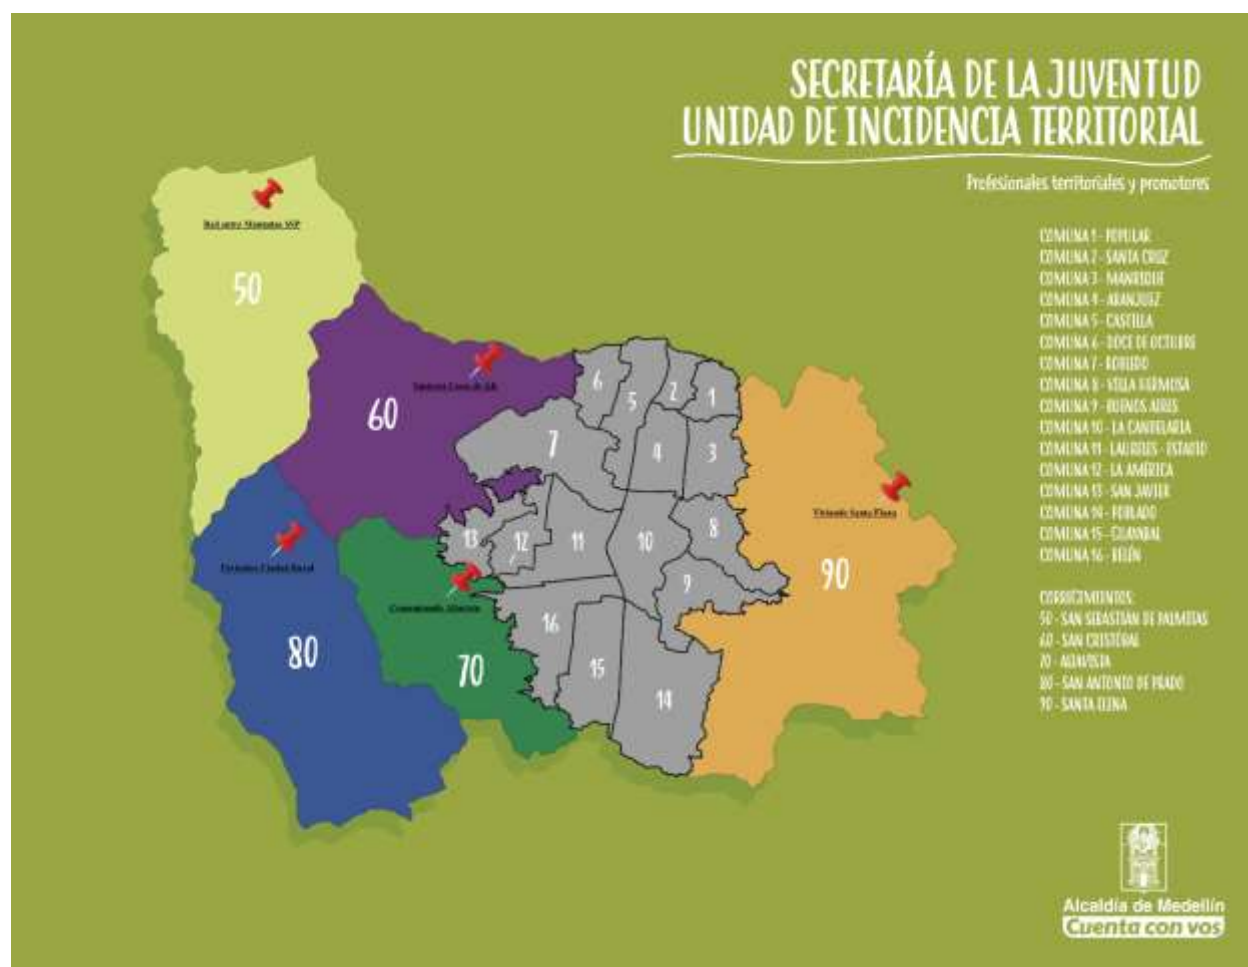 SECRETARÍA DE LA JUVENTUD
UNIDAD DE INCIDENCIA TERRITORIAL
Profesionales territoriales y promotores
COMUNA 1 - POPULAR
COMUNA 2 - SANTA CRUZ
COMUNA 3 - MANRIQUE
COMUNA 4 - ARANJUEZ
COMUNA 5 - CASTILLA
COMUNA 6 - DOCE DE OCTUBRE
COMUNA 7 - ROBLEDO
COMUNA 8 - VILLA HERMOSA
COMUNA 9 - BUENOS AIRES
COMUNA 10 - LA CANDELARIA
COMUNA 11 - LAURELES - ESTADIO
COMUNA 12 - LA AMÉRICA
COMUNA 13 - SAN JAVIER
COMUNA 14 - POBLADO
COMUNA 15 - GUAYABAL
COMUNA 16 - BELÉN
CORREGIMIENTOS:
50 - SAN SEBASTIÁN DE PALMITAS
60 - SAN CRISTÓBAL
70 - ALTAVISTA
80 - SAN ANTONIO DE PRADO
90 - SANTA ELENA
50
60
6
5
2
1
7
4
3
Viviendo Santa Elena
13
12
11
10
8
90
9
80
70
16
15
14
Alcaldía de Medellín
Cuenta con vos